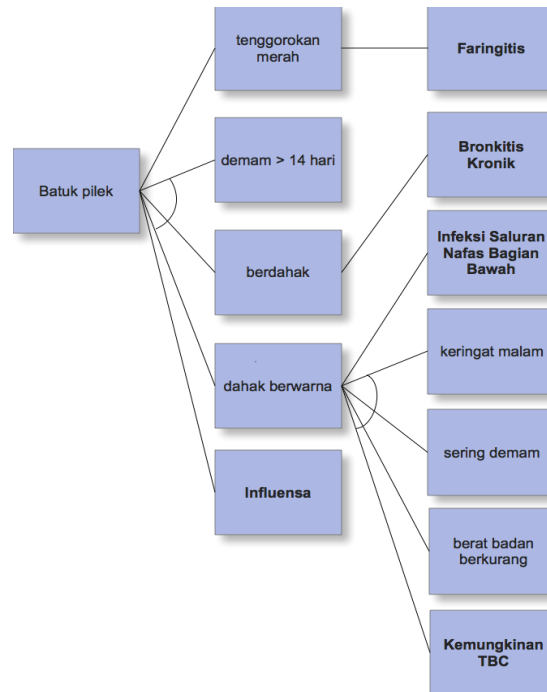 Batuk pilek
tenggorokan
merah
demam > 14 hari
berdahak
dahak berwarna
Influensa
Faringitis
Bronkitis
Kronik
Infeksi Saluran
Nafas Bagian
Bawah
keringat malam
sering demam
berat badan
berkurang
Kemungkinan
TBC